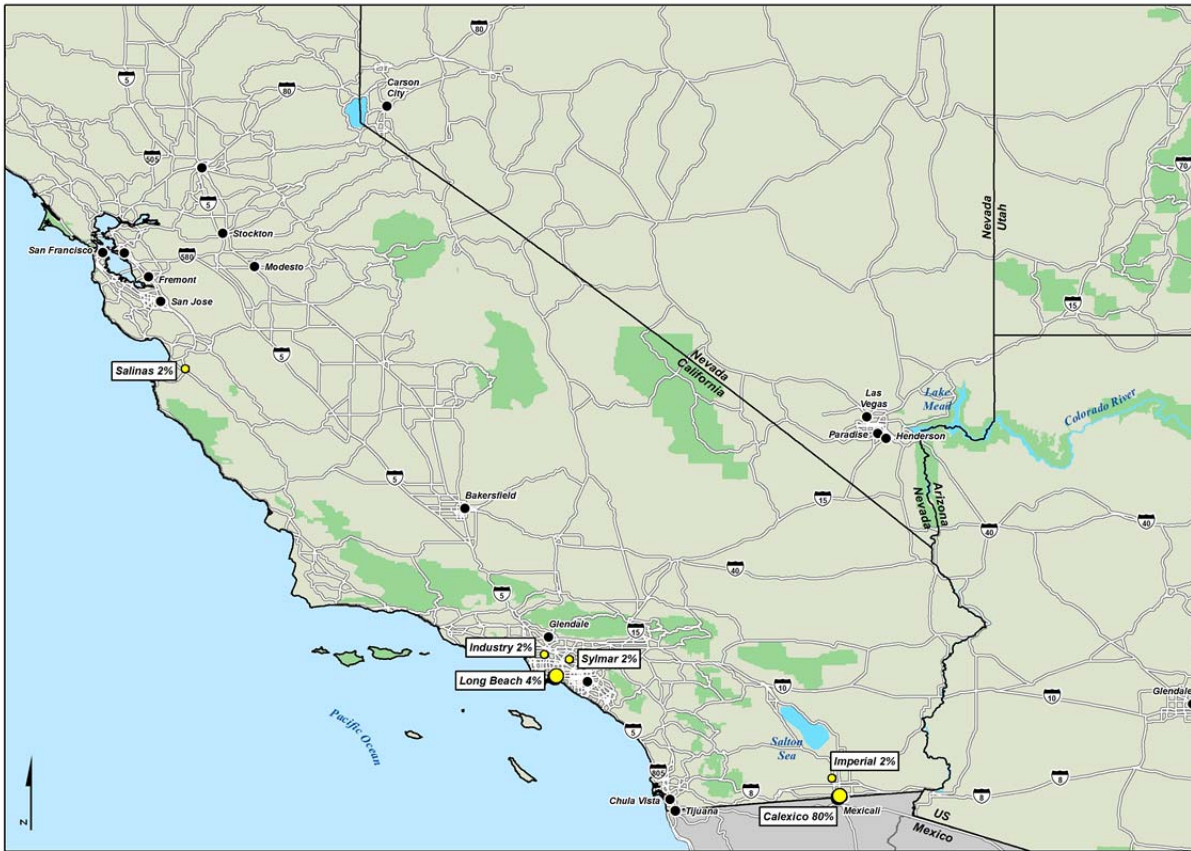 80
5
80
Carson
City
505
70
5
Stockton
Nevada
Utah
San Francisco
580
Modesto
Fremont
San Jose
15
5
Salinas 2%
Nevada
California
Las
Vegas
Lake
Mead
Colorado River
Paradise
Henderson
5
Bakersfield
15
Nevada
Arizona
40
40
40
5
Glendale
15
Industry 2%
Sylmar 2%
Long Beach 4%
10
10
Glendale
Pacific Ocean
5
Salton
Sea
Imperial 2%
805
8
8
8
8
Chula Vista
Tijuana
Calexico 80%
Mexicali
US
Mexico
N